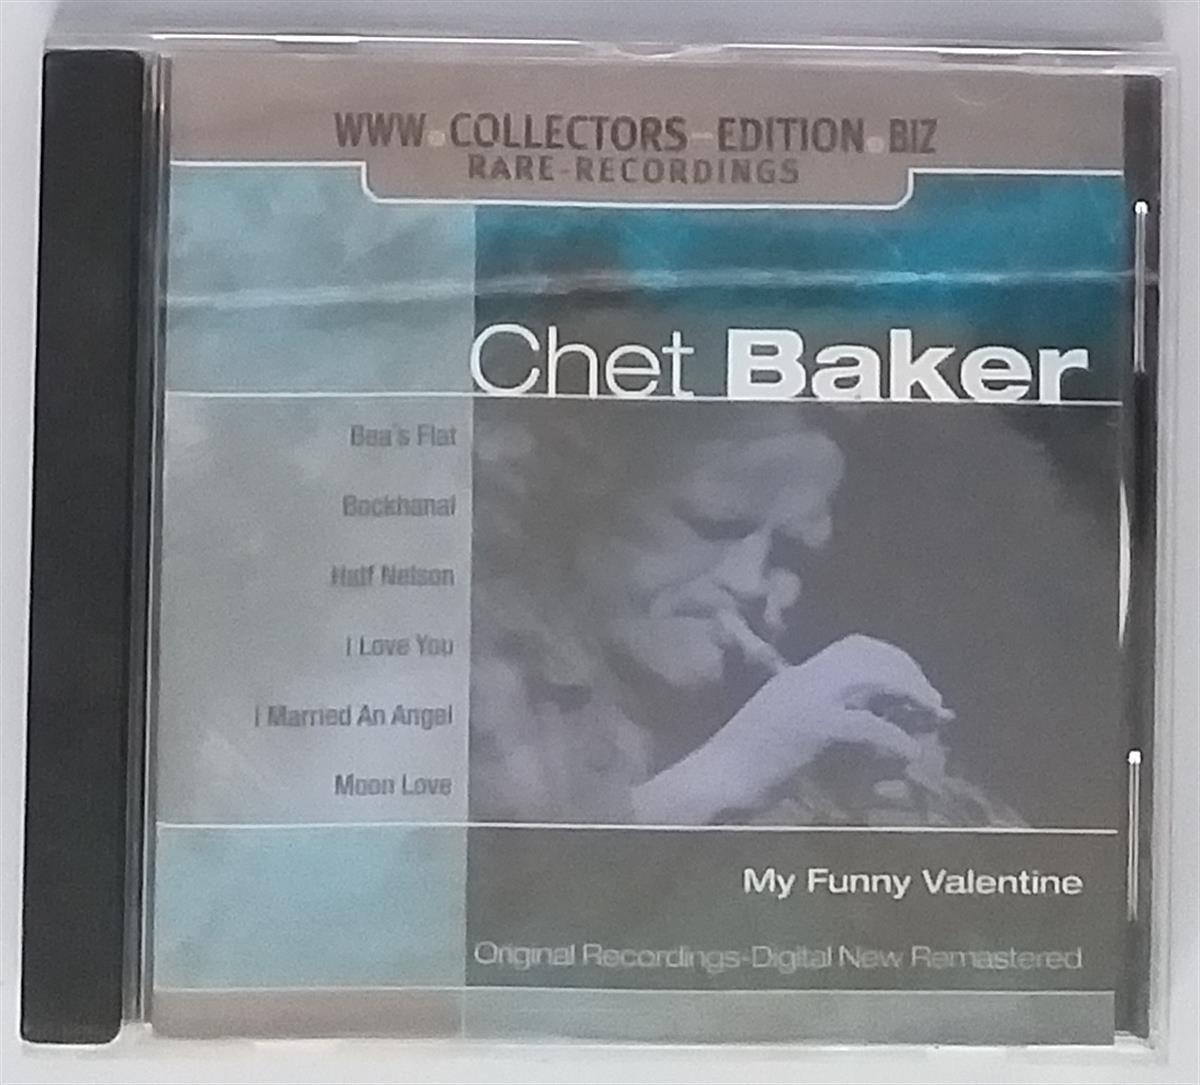 WWW.COLLECTORS-EDITION.BIZ
RARE-RECORDINGS
Chet Baker
Bea's Flat
Bockhanal
Half Nelson
I Love You
I Married An Angel
Moon Love
My Funny Valentine
Original Recordings-Digital New Remastered